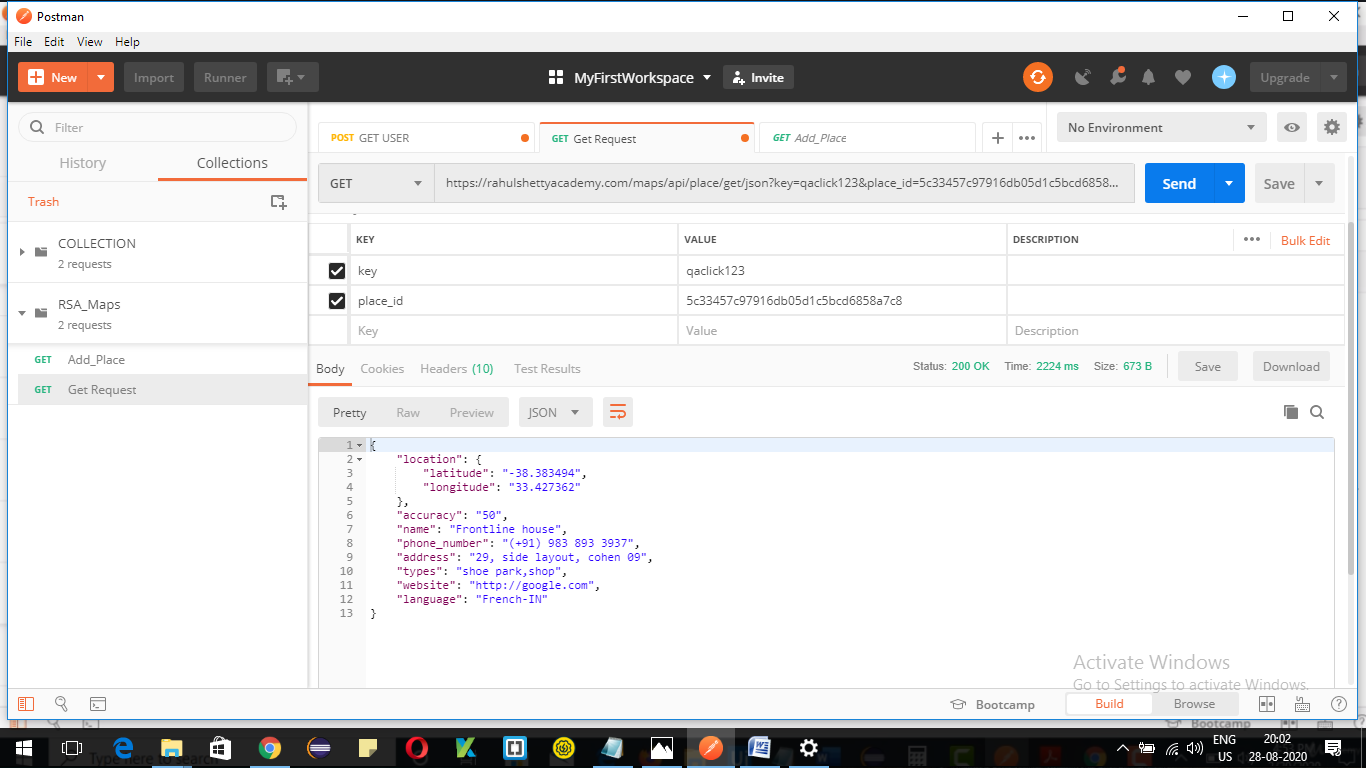 Postman
File Edit View Help
New Import Runner MyFirstWorkspace Invite Upgrade
Filter
History Collections
Trash
COLLECTION
2 requests
RSA_Maps
2 requests
GET Add_Place
GET Get Request
POST GET USER GET Get Request GET Add_Place No Environment
GET https://rahulshettyacademy.com/maps/api/place/get/json?key=qaclick123&place_id=5c33457c97916db05d1c5bcd6858... Send Save
KEY VALUE DESCRIPTION Bulk Edit
key qaclick123
place_id 5c33457c97916db05d1c5bcd6858a7c8
Key Value Description
Body Cookies Headers (10) Test Results Status: 200 OK Time: 2224 ms Size: 673 B Save Download
Pretty Raw Preview JSON
1 {
2 "location": {
3 "latitude": "-38.383494",
4 "longitude": "33.427362"
5 },
6 "accuracy": "50",
7 "name": "Frontline house",
8 "phone_number": "(+91) 983 893 3937",
9 "address": "29, side layout, cohen 09",
10 "types": "shoe park,shop",
11 "website": "http://google.com",
12 "language": "French-IN"
13 }
Activate Windows
Go to Settings to activate Windows.
Bootcamp Build Browse
Bootcamp
ENG 20:02
US 28-08-2020